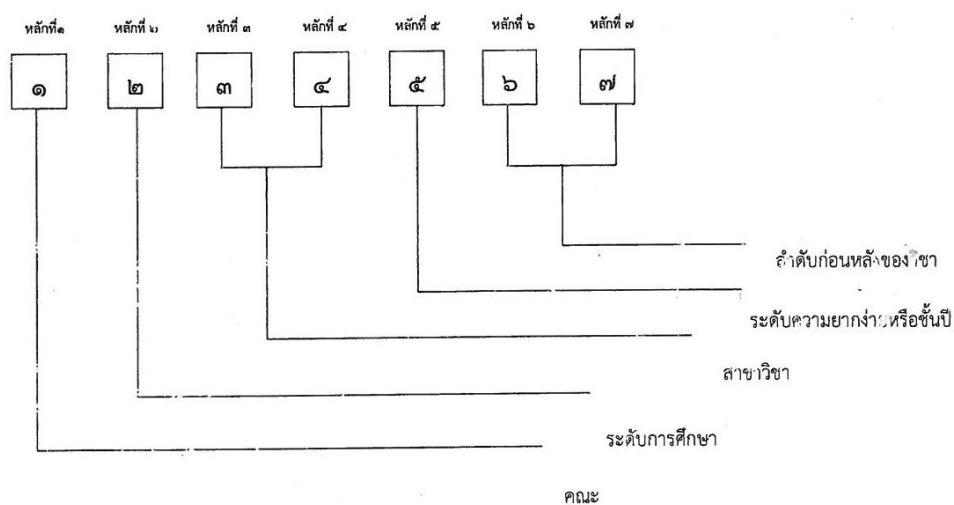 หลักที่๑ หลักที่ ๒ หลักที่ ๓ หลักที่ ๔ หลักที่ ๕ หลักที่ ๖ หลักที่ ๗
๑ ๒ ๓ ๔ ๕ ๖ ๗
ลำดับก่อนหลังของวิชา
ระดับความยากง่ายหรือชั้นปี
สาขาวิชา
ระดับการศึกษา
คณะ